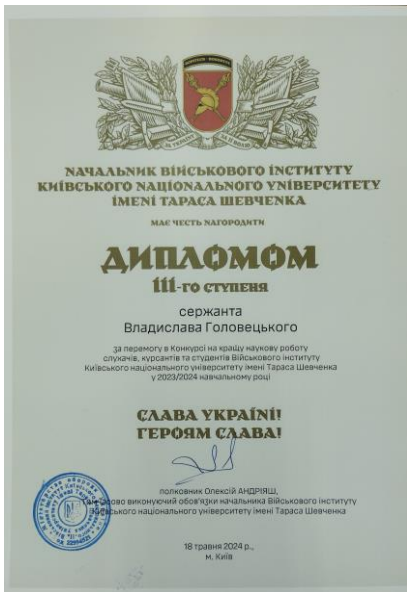 НАЧАЛЬНИК ВІЙСЬКОВОГО ІНСТИТУТУ
КИЇВСЬКОГО НАЦІОНАЛЬНОГО УНІВЕРСИТЕТУ
ІМЕНІ ТАРАСА ШЕВЧЕНКА
МАЄ ЧЕСТЬ НАГОРОДИТИ
ДИПЛОМОМ
III-ГО СТУПЕНЯ
сержанта
Владислава Головецького
за перемогу в Конкурсі на кращу наукову роботу
слухачів, курсантів та студентів Військового інституту
Київського національного університету імені Тараса Шевченка
у 2023/2024 навчальному році
СЛАВА УКРАЇНІ!
ГЕРОЯМ СЛАВА!
полковник Олексій АНДРІЯШ,
Тимчасово виконуючий обов'язки начальника Військового інституту
Київського національного університету імені Тараса Шевченка
18 травня 2024 р.,
м. Київ